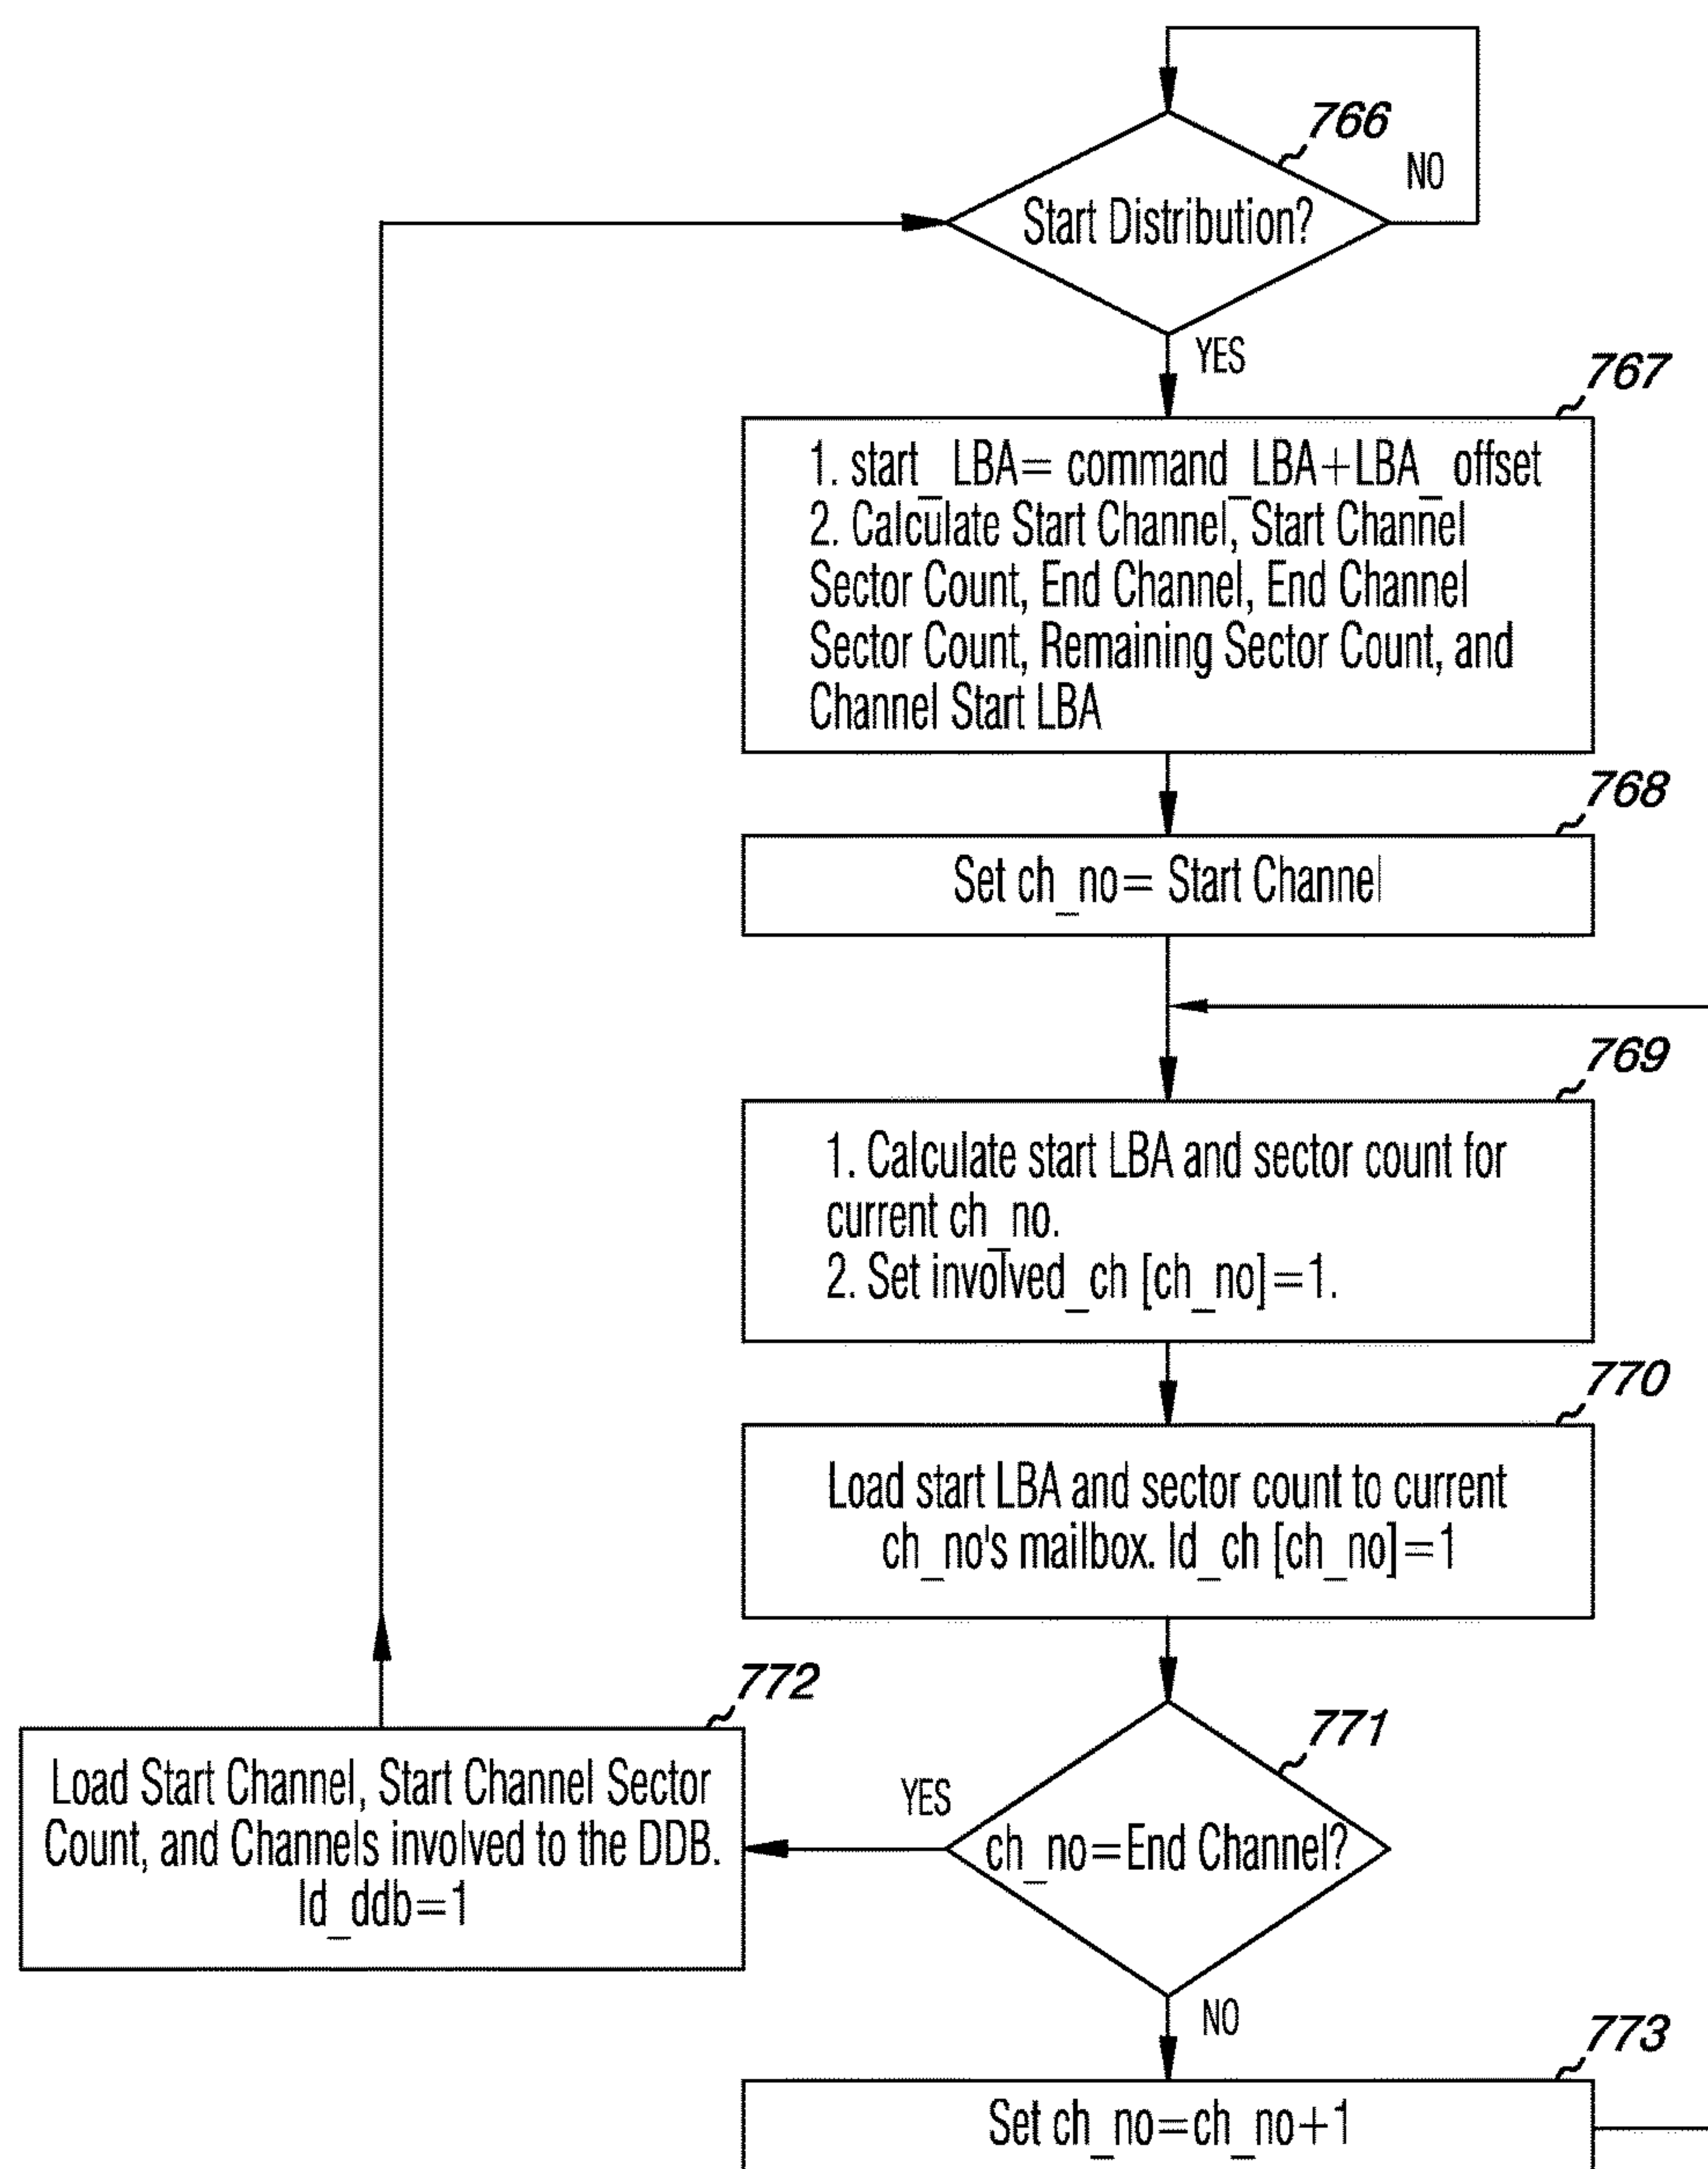 766
NO
Start Distribution?
YES
767
1. start_LBA= command_LBA+LBA_offset
2. Calculate Start Channel, Start Channel
Sector Count, End Channel, End Channel
Sector Count, Remaining Sector Count, and
Channel Start LBA
768
Set ch_no= Start Channel
769
1. Calculate start LBA and sector count for
current ch_no.
2. Set involved_ch [ch_no]=1.
770
Load start LBA and sector count to current
ch_no's mailbox. ld_ch [ch_no]=1
772
771
Load Start Channel, Start Channel Sector
Count, and Channels involved to the DDB.
ld_ddb=1
YES
ch_no=End Channel?
NO
773
Set ch_no=ch_no+1